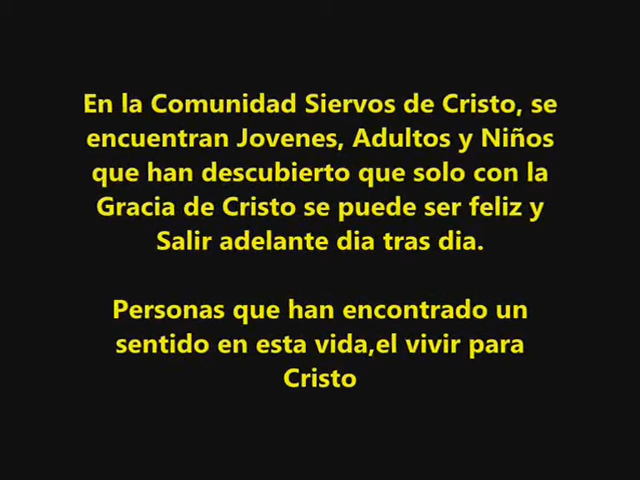 En la Comunidad Siervos de Cristo, se
encuentran Jovenes, Adultos y Niños
que han descubierto que solo con la
Gracia de Cristo se puede ser feliz y
Salir adelante dia tras dia.
Personas que han encontrado un
sentido en esta vida,el vivir para
Cristo